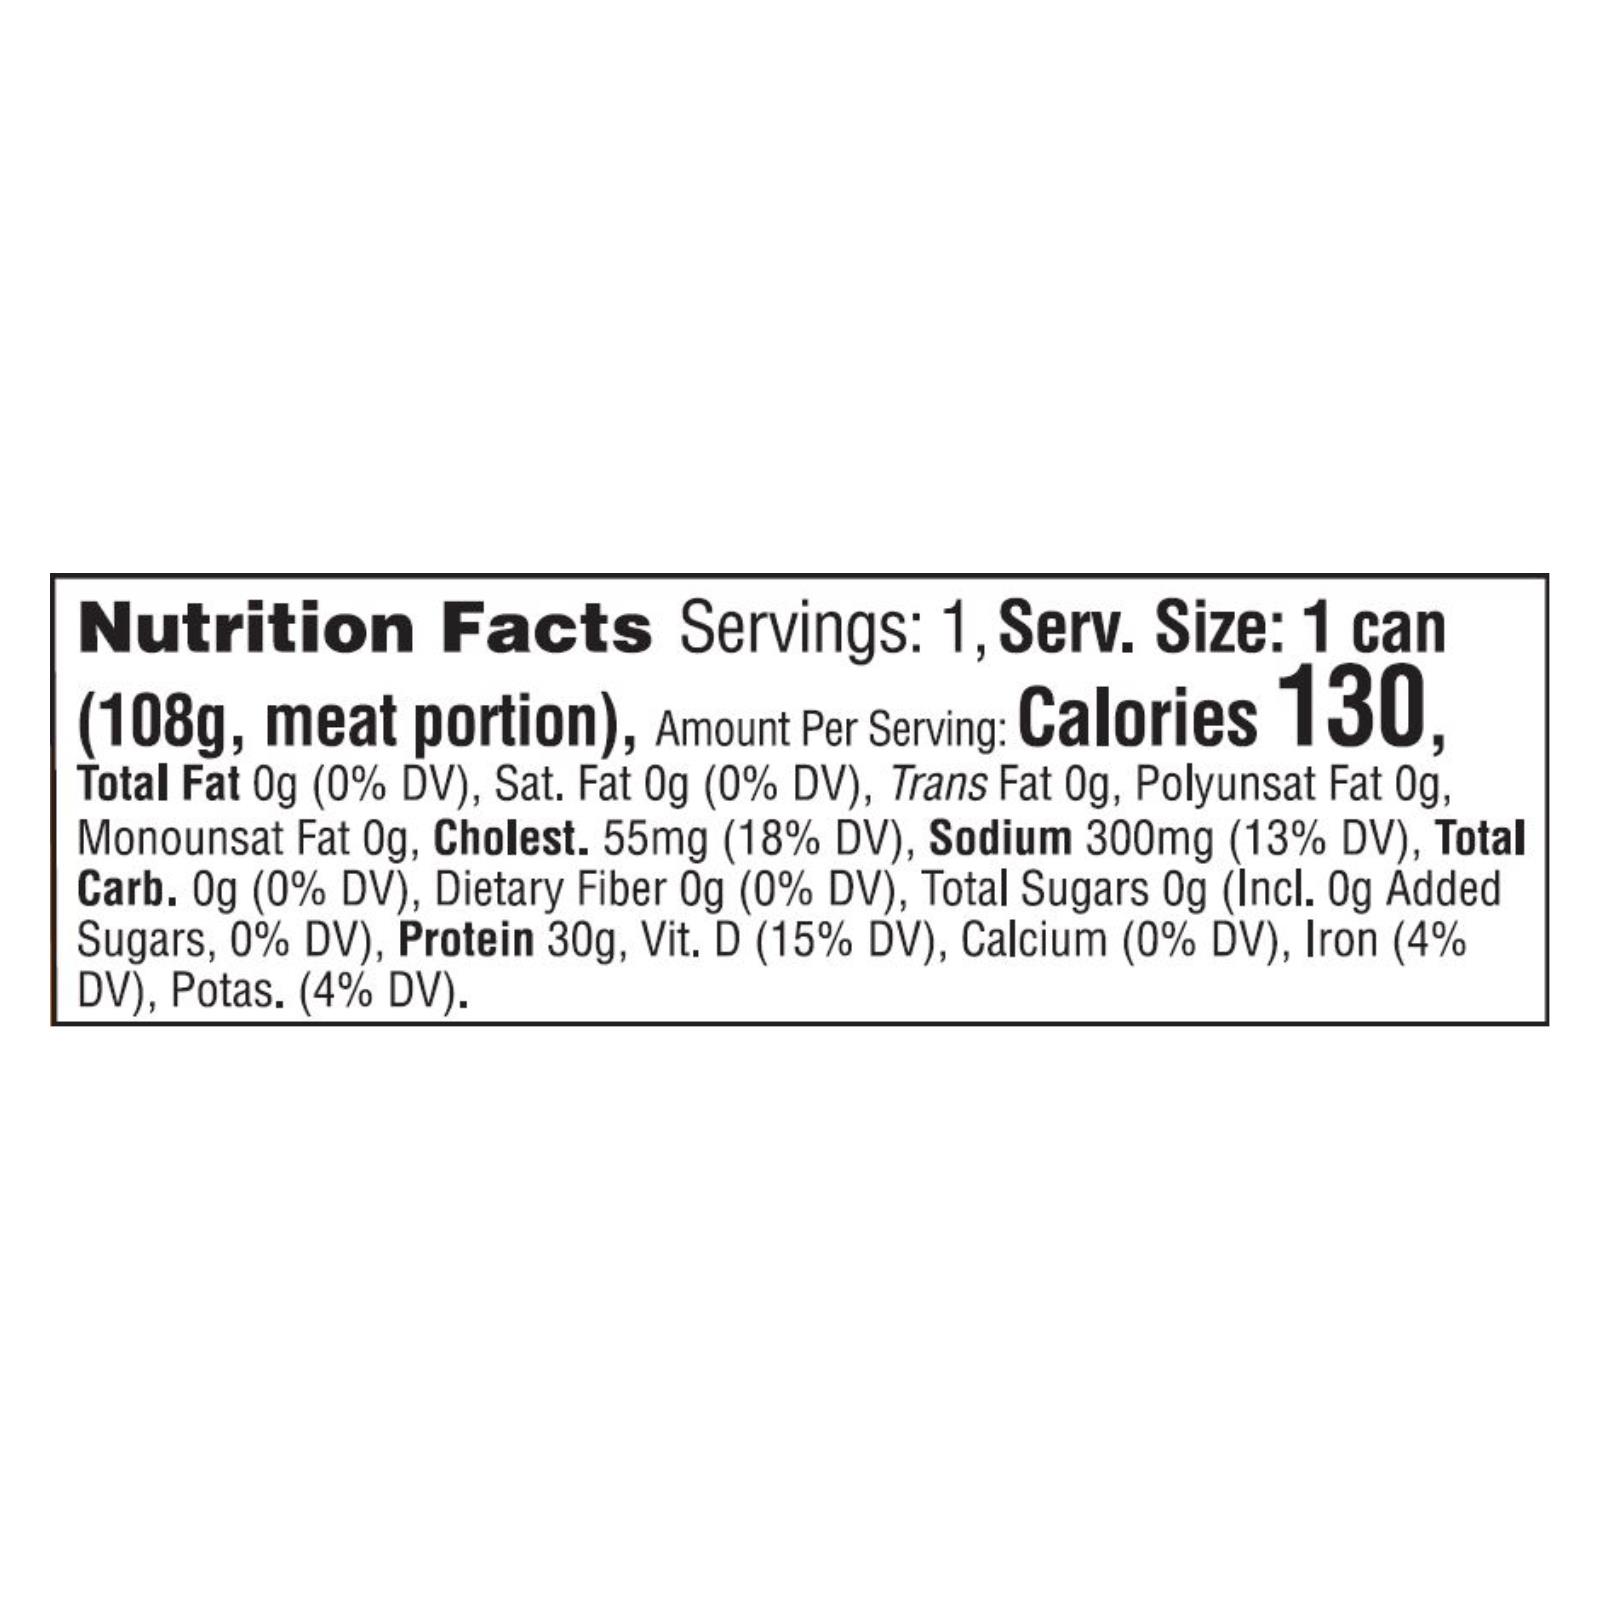 Nutrition Facts Servings: 1, Serv. Size: 1 can
(108g, meat portion), Amount Per Serving: Calories 130,
Total Fat 0g (0% DV), Sat. Fat 0g (0% DV), Trans Fat 0g, Polyunsat Fat 0g,
Monounsat Fat 0g, Cholest. 55mg (18% DV), Sodium 300mg (13% DV), Total
Carb. 0g (0% DV), Dietary Fiber 0g (0% DV), Total Sugars 0g (Incl. 0g Added
Sugars, 0% DV), Protein 30g, Vit. D (15% DV), Calcium (0% DV), Iron (4%
DV), Potas. (4% DV).